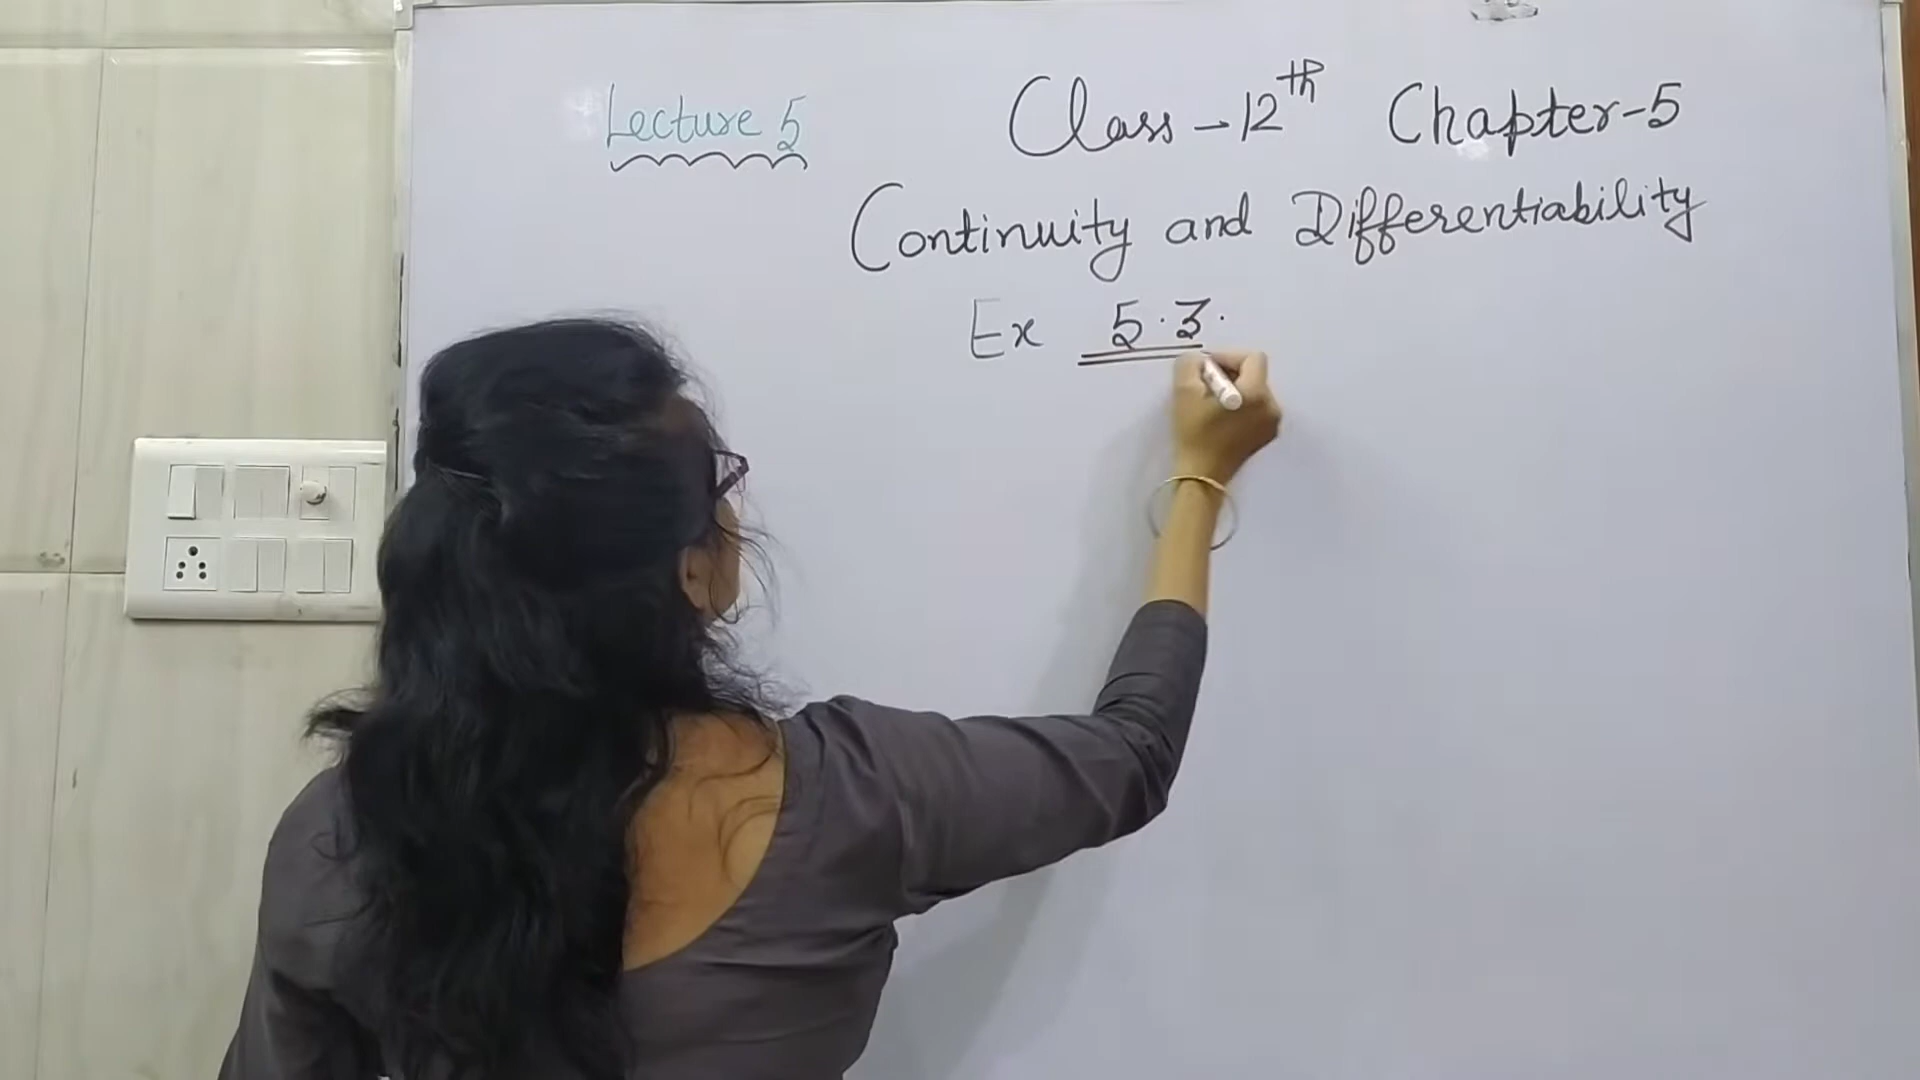 Lecture 5
Class - 12th Chapter-5
Continuity and Differentiability
Ex 5.3.